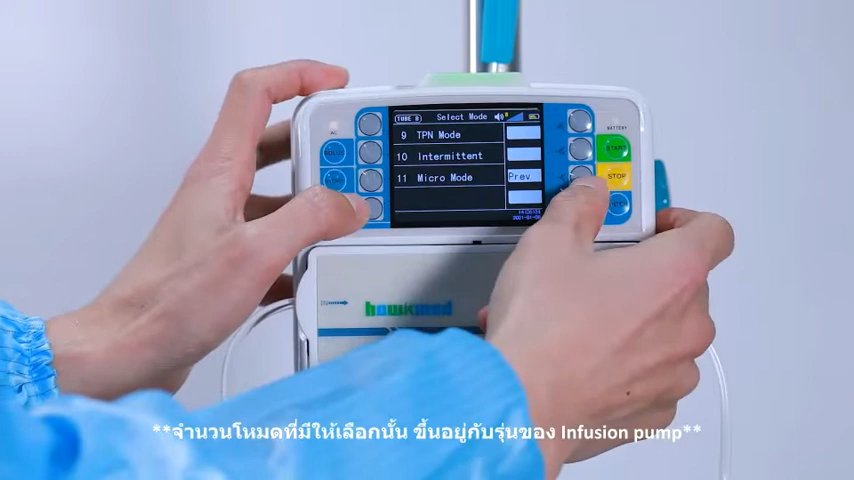 AC
BATTERY
TUBE 8 Select Mode
9 TPN Mode
10 Intermittent
11 Micro Mode
Prev
START
STOP
hawkmed
**จำนวนโหมดที่มีให้เลือกนั้น ขึ้นอยู่กับรุ่นของ Infusion pump**